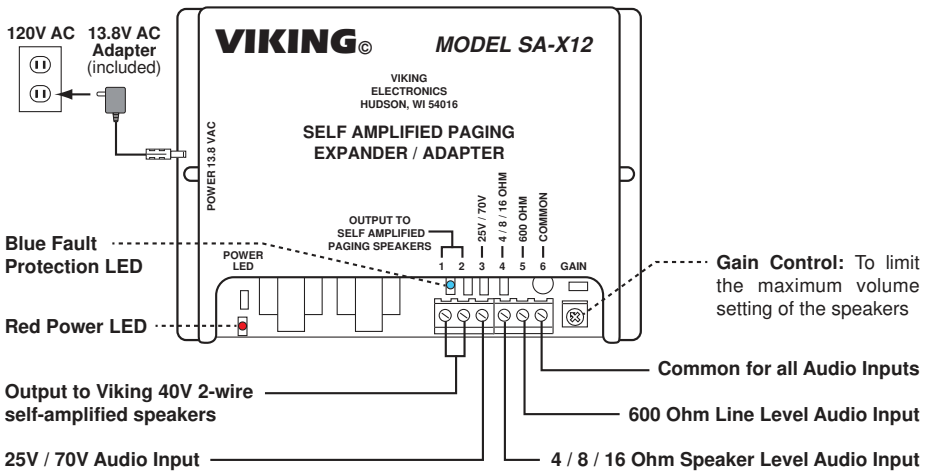 120V AC
13.8V AC
Adapter
(included)
VIKING©
MODEL SA-X12
VIKING
ELECTRONICS
HUDSON, WI 54016
SELF AMPLIFIED PAGING
EXPANDER / ADAPTER
POWER 13.8 VAC
OUTPUT TO
SELF AMPLIFIED
PAGING SPEAKERS
25V / 70V
4 / 8 / 16 OHM
600 OHM
COMMON
1 2 3 4 5 6 GAIN
POWER
LED
Blue Fault
Protection LED
Red Power LED
Gain Control: To limit
the maximum volume
setting of the speakers
Output to Viking 40V 2-wire
self-amplified speakers
25V / 70V Audio Input
Common for all Audio Inputs
600 Ohm Line Level Audio Input
4 / 8 / 16 Ohm Speaker Level Audio Input